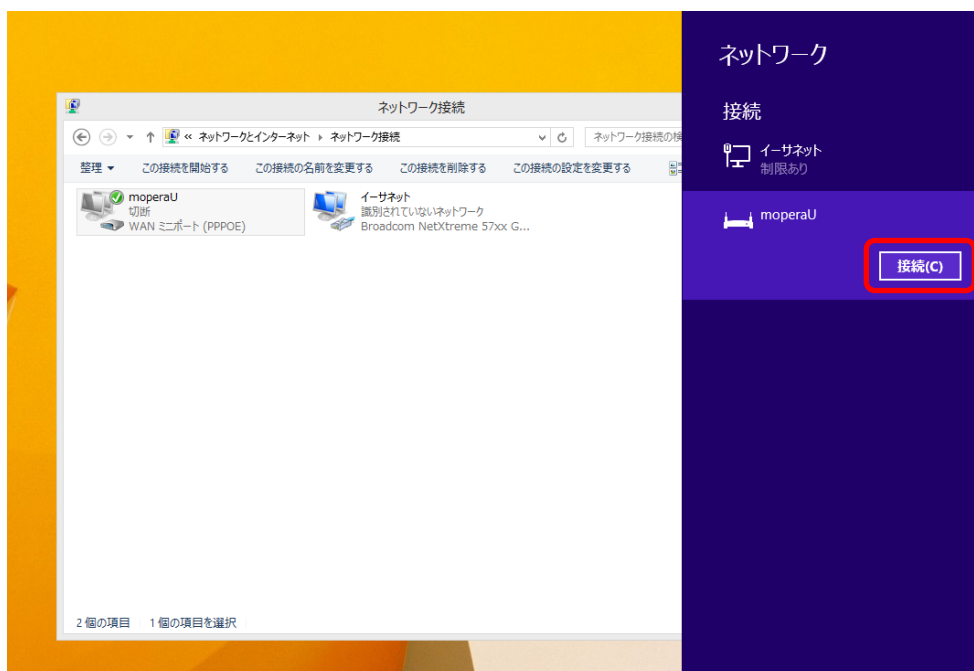 ネットワーク接続
« ネットワークとインターネット ▸ ネットワーク接続
ネットワーク接続の検
整理 この接続を開始する この接続の名前を変更する この接続を削除する この接続の設定を変更する
moperaU
切断
WAN ミニポート (PPPOE)
イーサネット
識別されていないネットワーク
Broadcom NetXtreme 57xx G...
2 個の項目 1 個の項目を選択
ネットワーク
接続
イーサネット
制限あり
moperaU
接続(C)